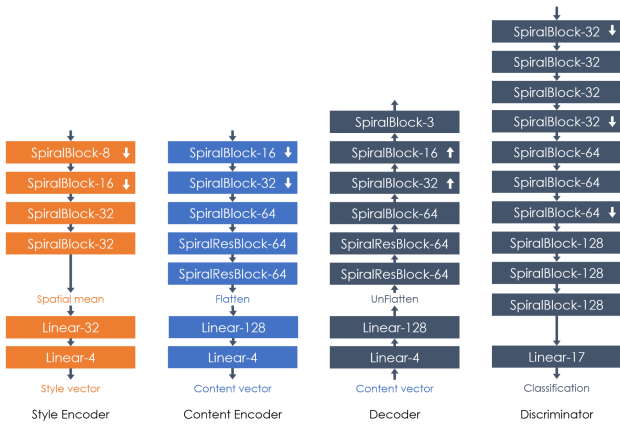 SpiralBlock-8
SpiralBlock-16
SpiralBlock-32
SpiralBlock-32
Spatial mean
Linear-32
Linear-4
Style vector
Style Encoder
SpiralBlock-16
SpiralBlock-32
SpiralBlock-64
SpiralResBlock-64
SpiralResBlock-64
Flatten
Linear-128
Linear-4
Content vector
Content Encoder
SpiralBlock-3
SpiralBlock-16
SpiralBlock-32
SpiralBlock-64
SpiralResBlock-64
SpiralResBlock-64
UnFlatten
Linear-128
Linear-4
Content vector
Decoder
SpiralBlock-32
SpiralBlock-32
SpiralBlock-32
SpiralBlock-32
SpiralBlock-64
SpiralBlock-64
SpiralBlock-64
SpiralBlock-128
SpiralBlock-128
SpiralBlock-128
Linear-17
Classification
Discriminator